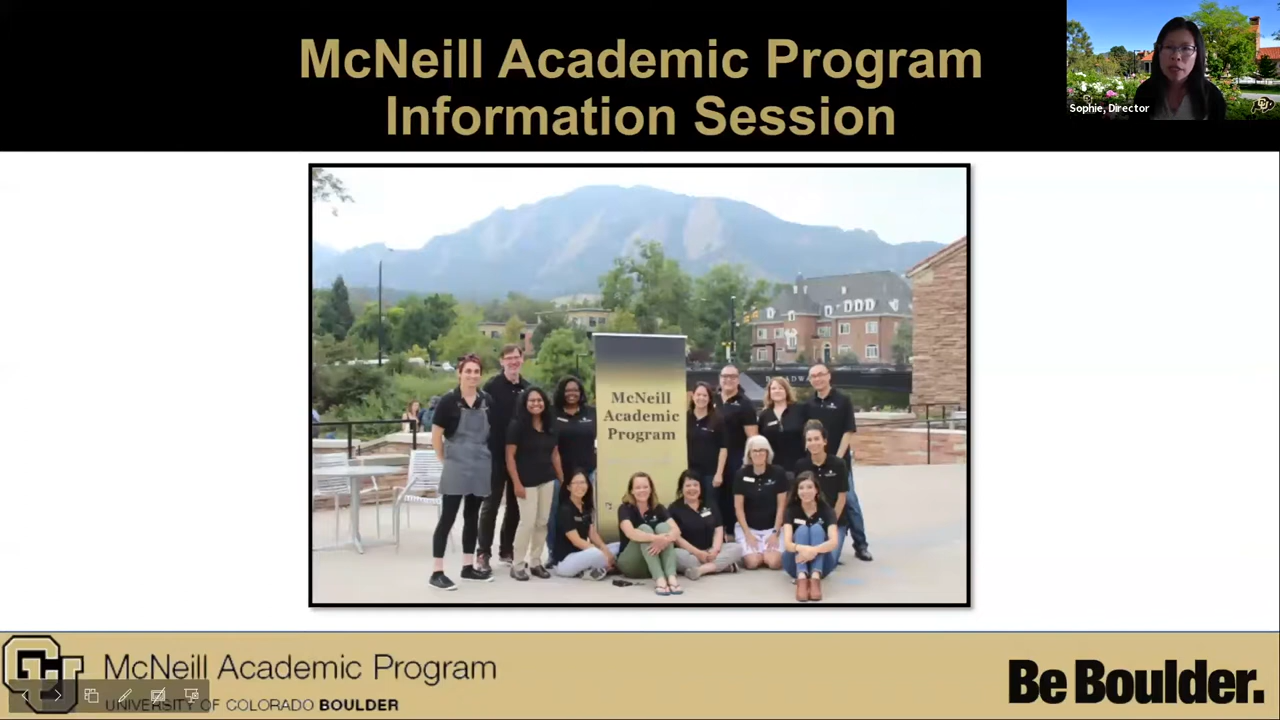 McNeill Academic Program
Information Session
Sophie, Director
McNeill
Academic
Program
CU
McNeill Academic Program
UNIVERSITY OF COLORADO BOULDER
Be Boulder.